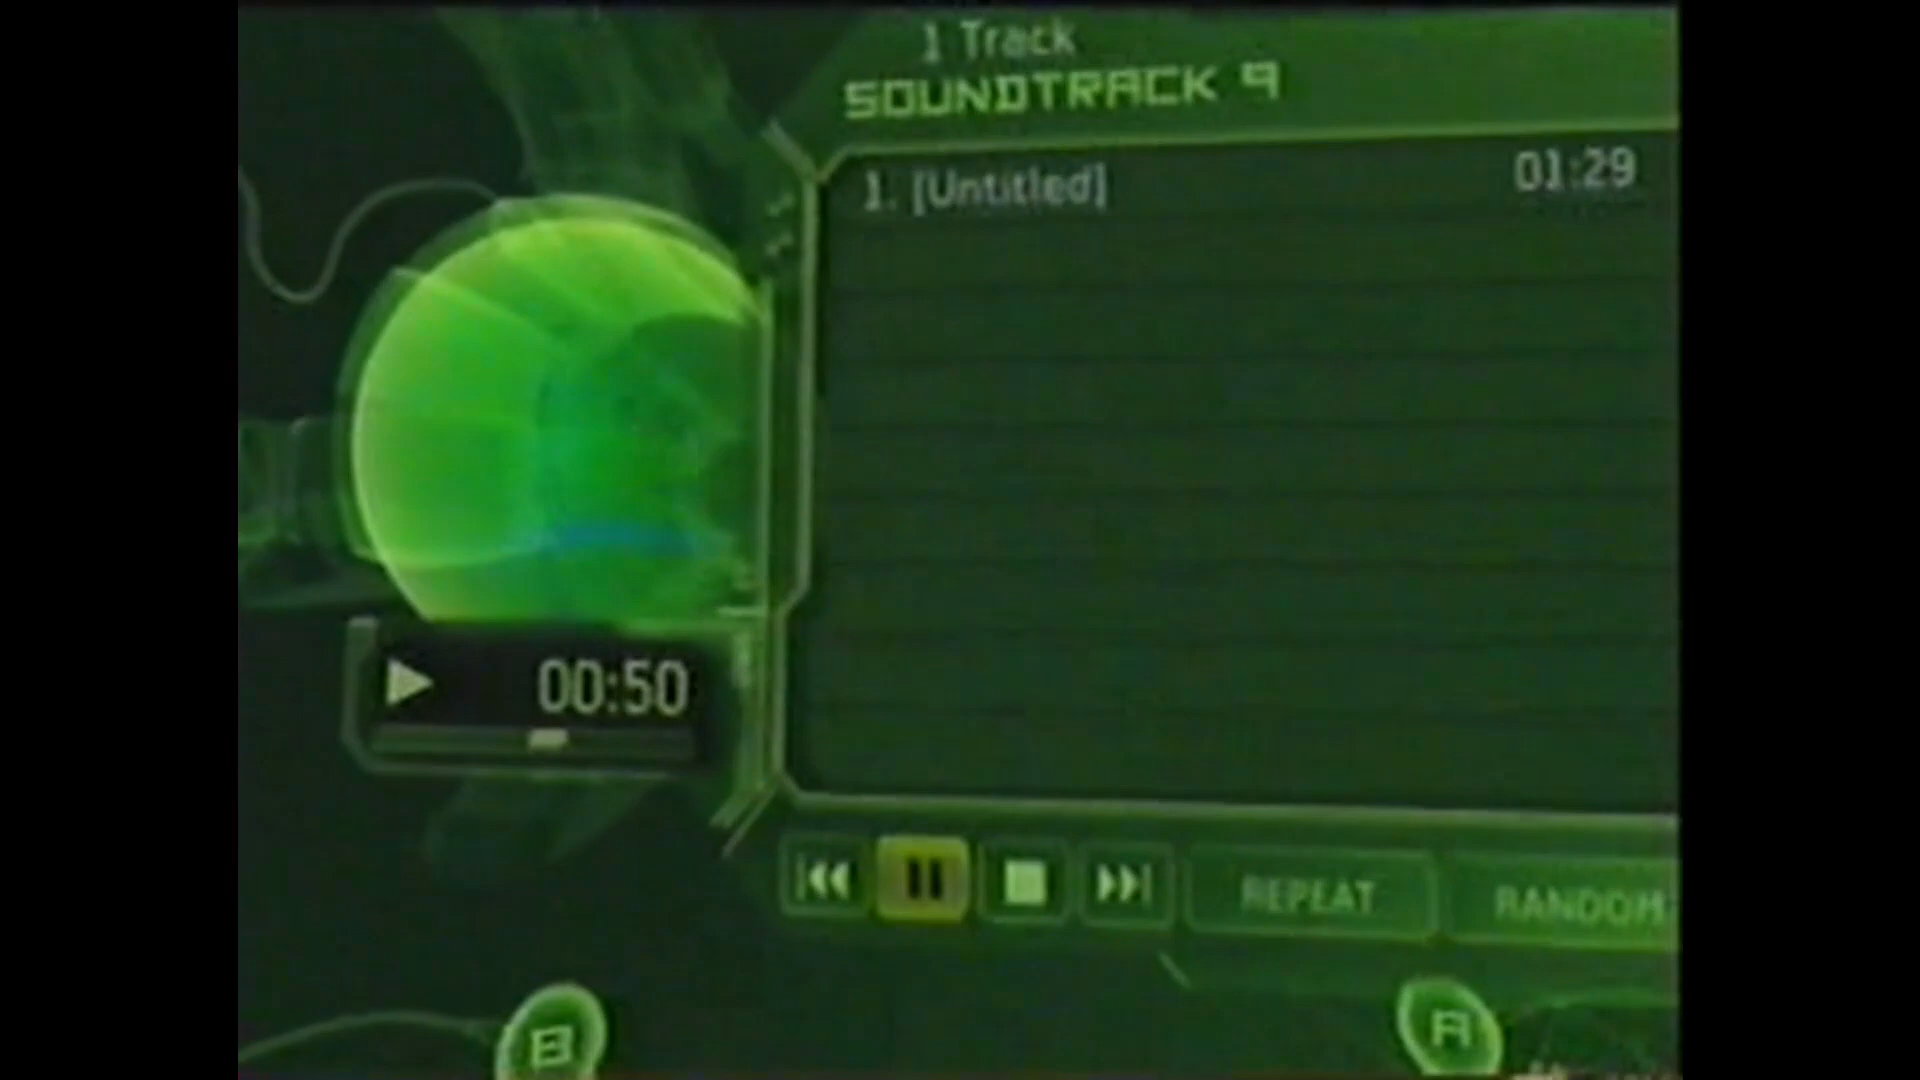 1 Track
SOUNDTRACK 9
1. [Untitled] 01:29
00:50
REPEAT
RANDOM
B
A